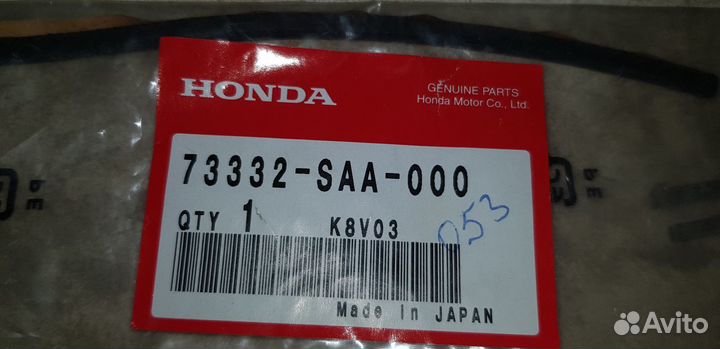 HONDA
GENUINE PARTS
Honda Motor Co., Ltd.
73332-SAA-000
QTY 1 K8V03
053
Made in JAPAN
Avito